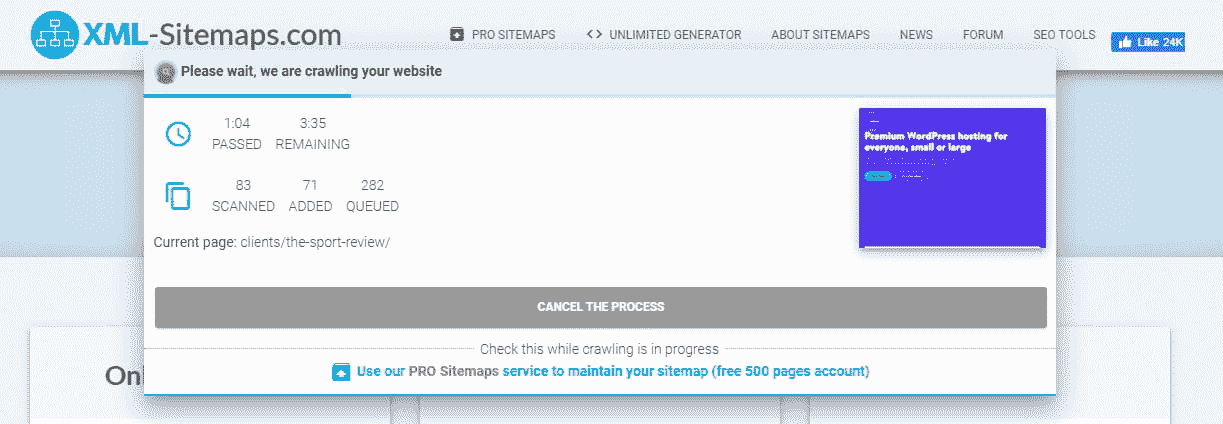 XML-Sitemaps.com
PRO SITEMAPS
UNLIMITED GENERATOR
ABOUT SITEMAPS
NEWS
FORUM
SEO TOOLS
Like 24K
Please wait, we are crawling your website
1:04 3:35
PASSED REMAINING
83 71 282
SCANNED ADDED QUEUED
Current page: clients/the-sport-review/
Premium WordPress hosting for
everyone, small or large
CANCEL THE PROCESS
Check this while crawling is in progress
Use our PRO Sitemaps service to maintain your sitemap (free 500 pages account)